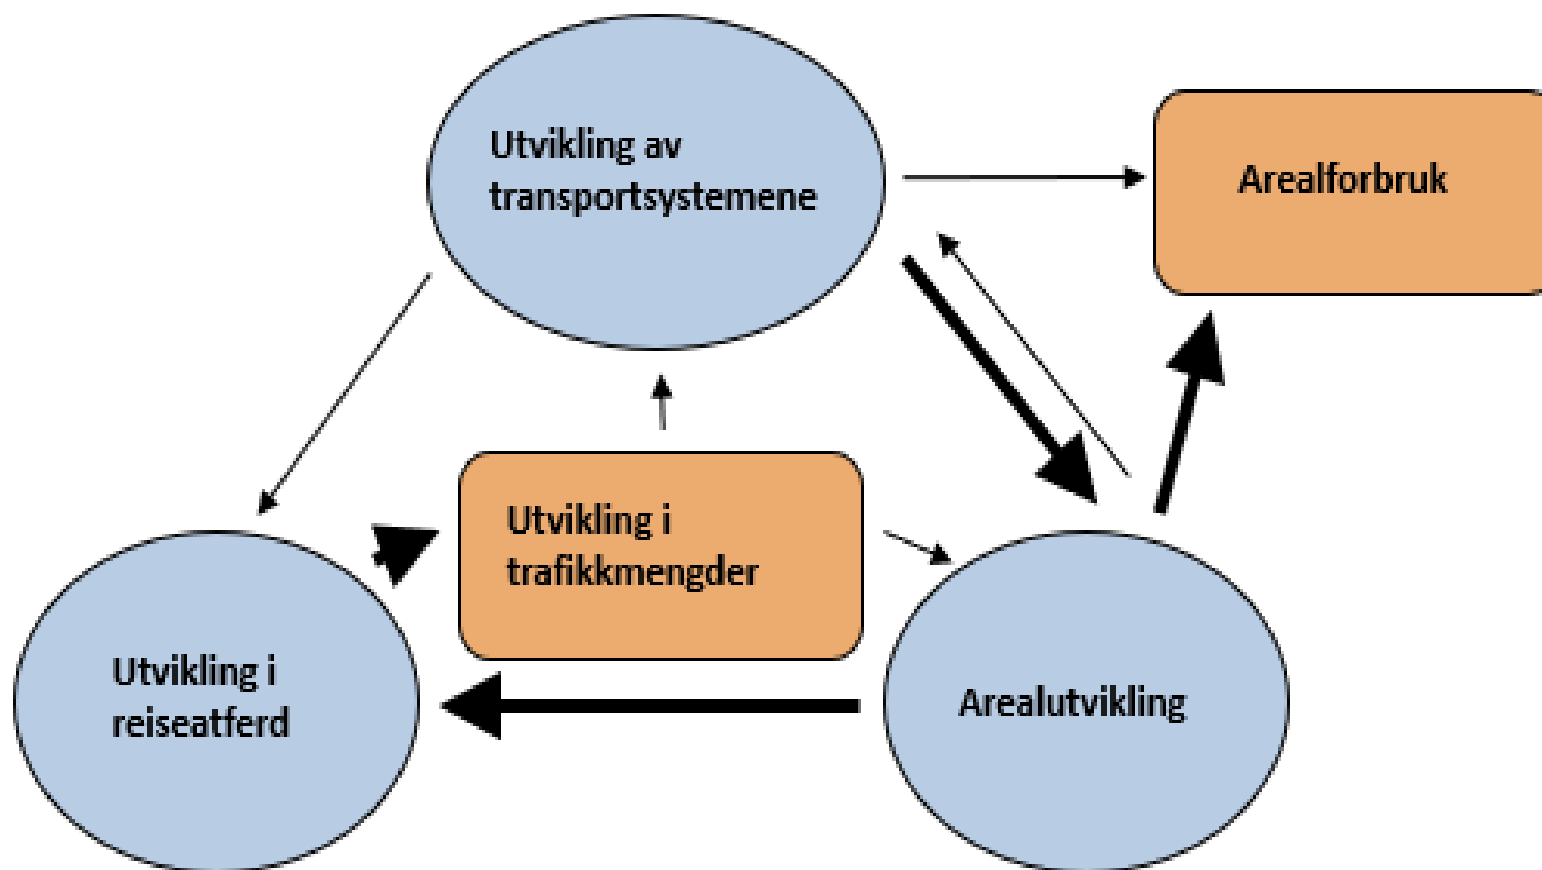 Utvikling av
transportsystemene
Arealforbruk
Utvikling i
trafikkmengder
Utvikling i
reiseatferd
Arealutvikling